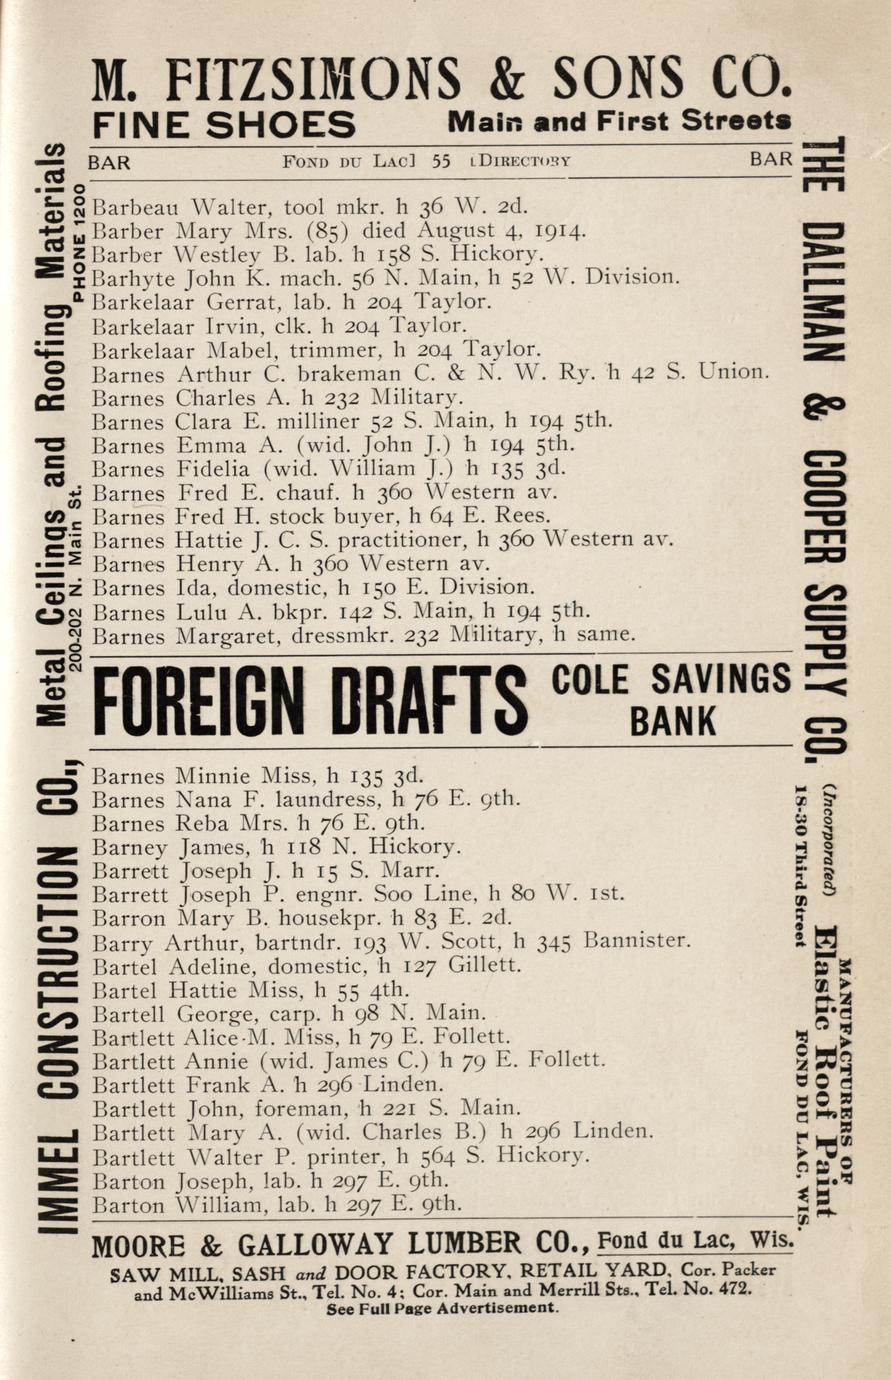 M. FITZSIMONS & SONS CO.
FINE SHOES Main and First Streets
BAR FOND DU LAC] 55 [DIRECTORY BAR
Barbeau Walter, tool mkr. h 36 W. 2d.
Barber Mary Mrs. (85) died August 4, 1914.
Barber Westley B. lab. h 158 S. Hickory.
Barhyte John K. mach. 56 N. Main, h 52 W. Division.
Barkelaar Gerrat, lab. h 204 Taylor.
Barkelaar Irvin, clk. h 204 Taylor.
Barkelaar Mabel, trimmer, h 204 Taylor.
Barnes Arthur C. brakeman C. & N. W. Ry. h 42 S. Union.
Barnes Charles A. h 232 Military.
Barnes Clara E. milliner 52 S. Main, h 194 5th.
Barnes Emma A. (wid. John J.) h 194 5th.
Barnes Fidelia (wid. William J.) h 135 3d.
Barnes Fred E. chauf. h 360 Western av.
Barnes Fred H. stock buyer, h 64 E. Rees.
Barnes Hattie J. C. S. practitioner, h 360 Western av.
Barnes Henry A. h 360 Western av.
Barnes Ida, domestic, h 150 E. Division.
Barnes Lulu A. bkpr. 142 S. Main, h 194 5th.
Barnes Margaret, dressmkr. 232 Military, h same.
FOREIGN DRAFTS COLE SAVINGS
BANK
Barnes Minnie Miss, h 135 3d.
Barnes Nana F. laundress, h 76 E. 9th.
Barnes Reba Mrs. h 76 E. 9th.
Barney James, h 118 N. Hickory.
Barrett Joseph J. h 15 S. Marr.
Barrett Joseph P. engnr. Soo Line, h 80 W. 1st.
Barron Mary B. housekpr. h 83 E. 2d.
Barry Arthur, bartndr. 193 W. Scott, h 345 Bannister.
Bartel Adeline, domestic, h 127 Gillett.
Bartel Hattie Miss, h 55 4th.
Bartell George, carp. h 98 N. Main.
Bartlett Alice M. Miss, h 79 E. Follett.
Bartlett Annie (wid. James C.) h 79 E. Follett.
Bartlett Frank A. h 296 Linden.
Bartlett John, foreman, h 221 S. Main.
Bartlett Mary A. (wid. Charles B.) h 296 Linden.
Bartlett Walter P. printer, h 564 S. Hickory.
Barton Joseph, lab. h 297 E. 9th.
Barton William, lab. h 297 E. 9th.
MOORE & GALLOWAY LUMBER CO., Fond du Lac, Wis.
SAW MILL, SASH and DOOR FACTORY, RETAIL YARD, Cor. Packer
and McWilliams St., Tel. No. 4; Cor. Main and Merrill Sts., Tel. No. 472.
See Full Page Advertisement.
IMMEL CONSTRUCTION CO., Metal Ceilings and Roofing Materials
200-202 N. Main St. PHONE 1200
THE DALLMAN & COOPER SUPPLY CO. (Incorporated)
MANUFACTURERS OF
Elastic Roof Paint
18-30 Third Street FOND DU LAC, WIS.